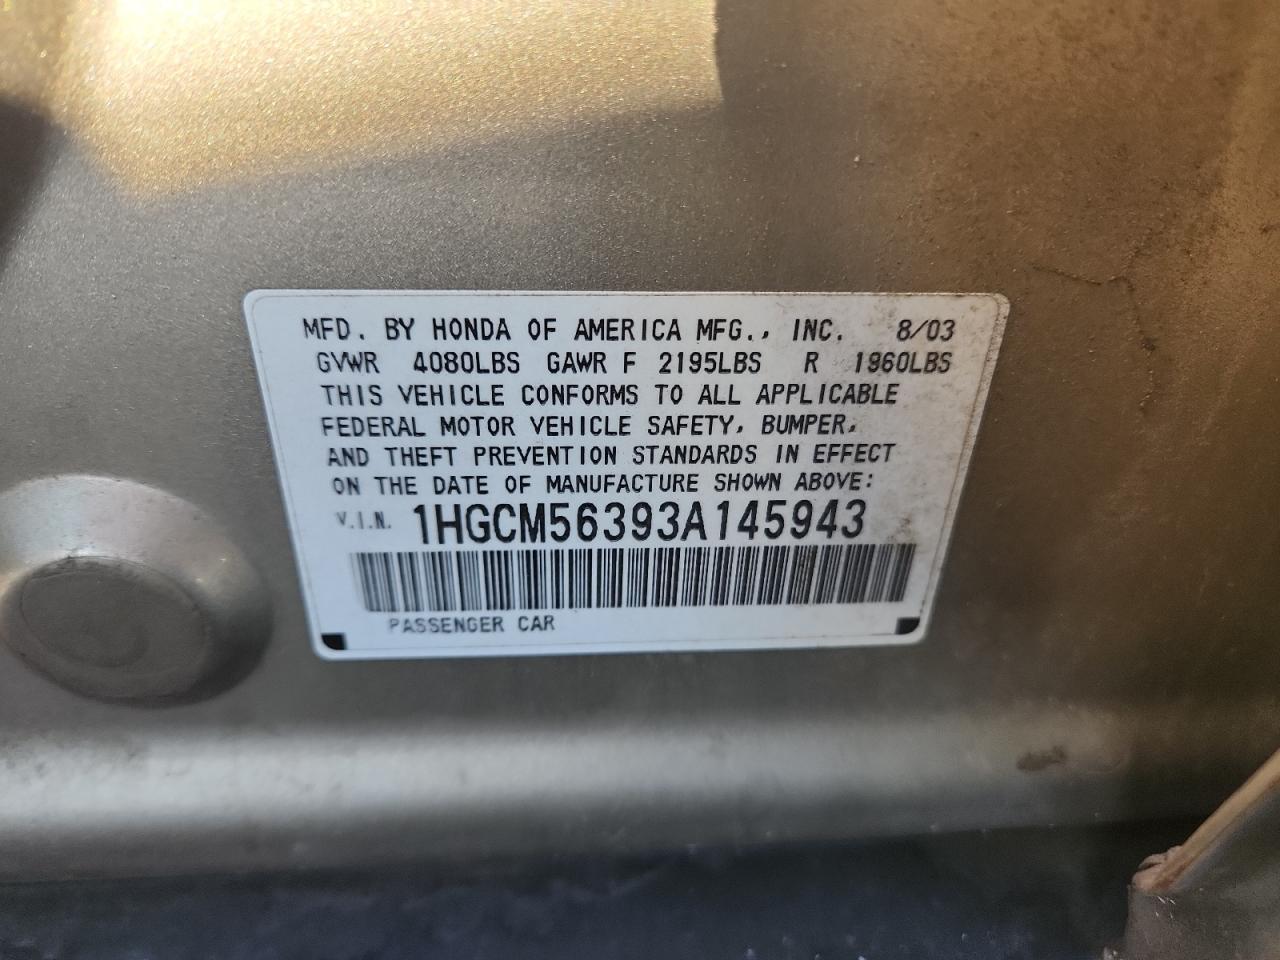 MFD. BY HONDA OF AMERICA MFG., INC. 8/03
GVWR 4080LBS GAWR F 2195LBS R 1960LBS
THIS VEHICLE CONFORMS TO ALL APPLICABLE
FEDERAL MOTOR VEHICLE SAFETY, BUMPER,
AND THEFT PREVENTION STANDARDS IN EFFECT
ON THE DATE OF MANUFACTURE SHOWN ABOVE:
V.I.N. 1HGCM56393A145943
PASSENGER CAR